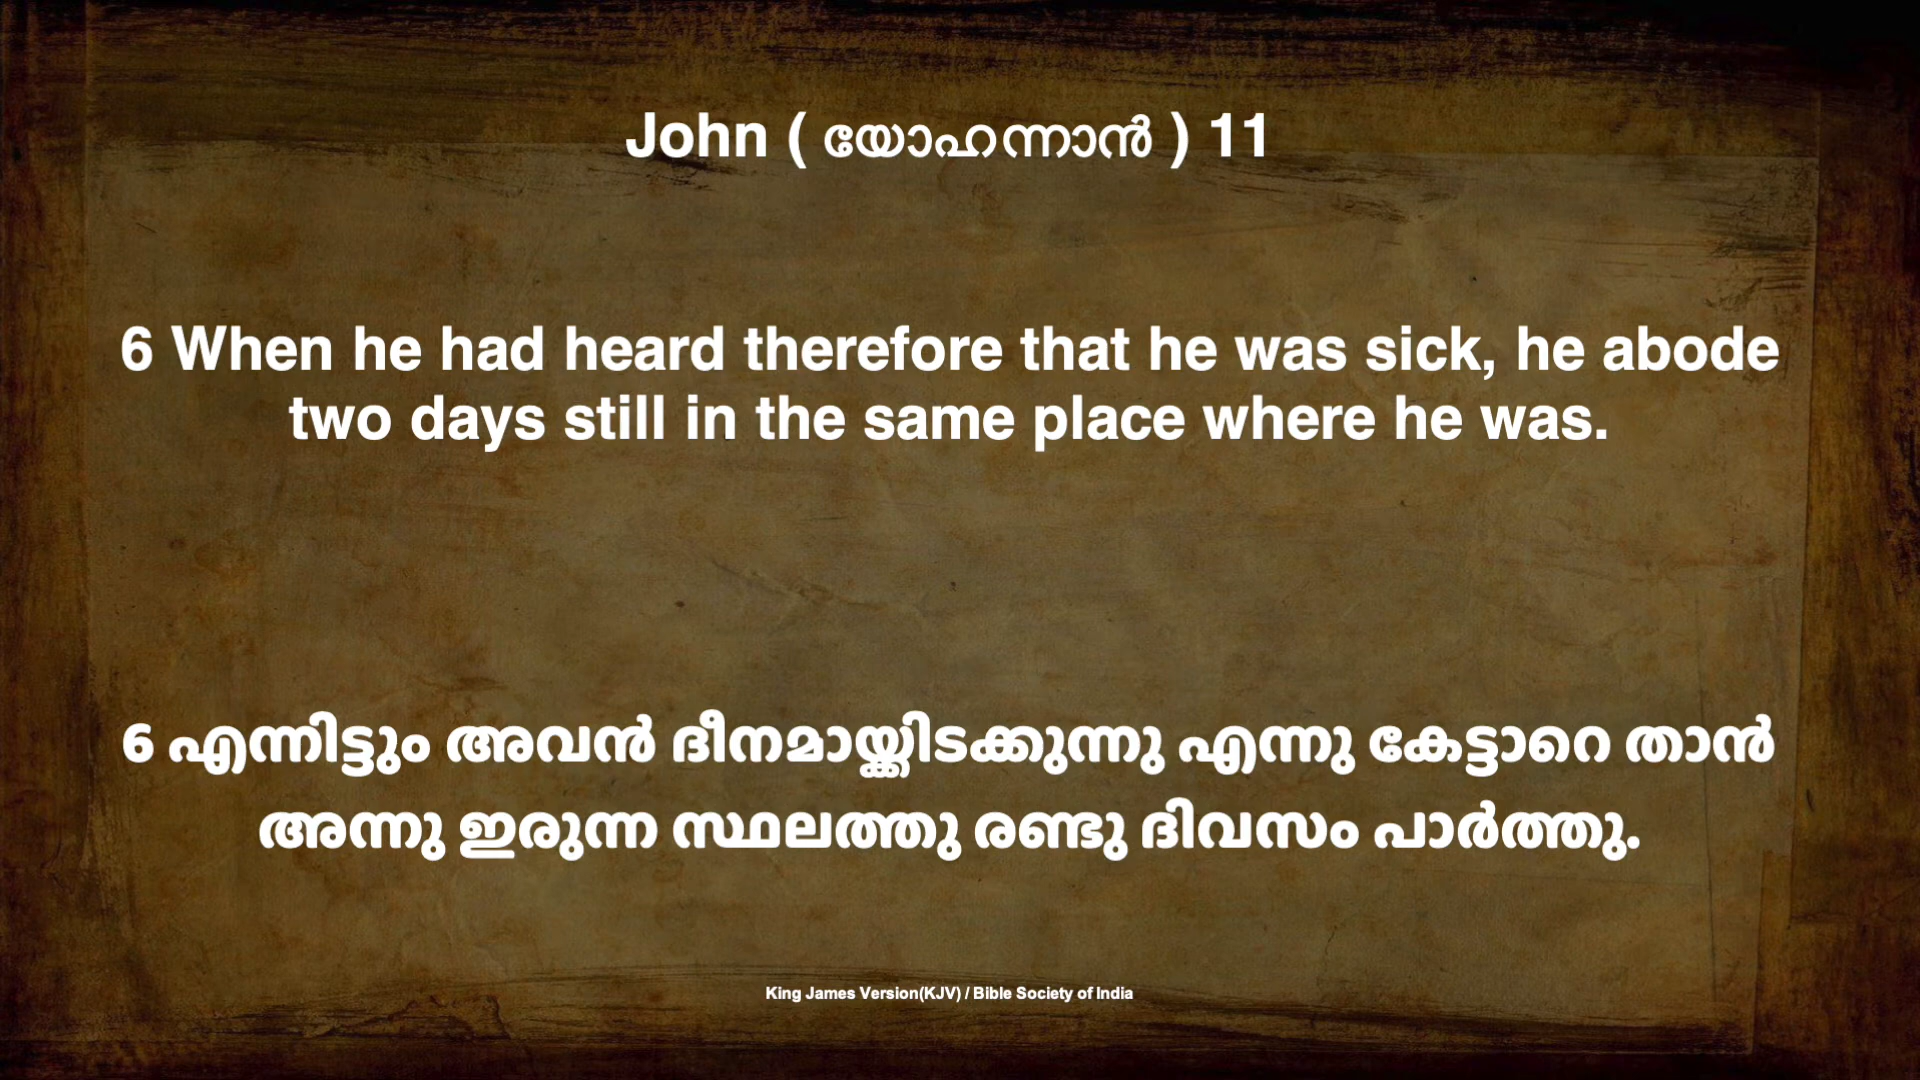 John ( യോഹന്നാൻ ) 11
6 When he had heard therefore that he was sick, he abode
two days still in the same place where he was.
6 എന്നിട്ടും അവൻ ദീനമായ്ക്കിടക്കുന്നു എന്നു കേട്ടാറെ താൻ
അന്നു ഇരുന്ന സ്ഥലത്തു രണ്ടു ദിവസം പാർത്തു.
King James Version(KJV) / Bible Society of India